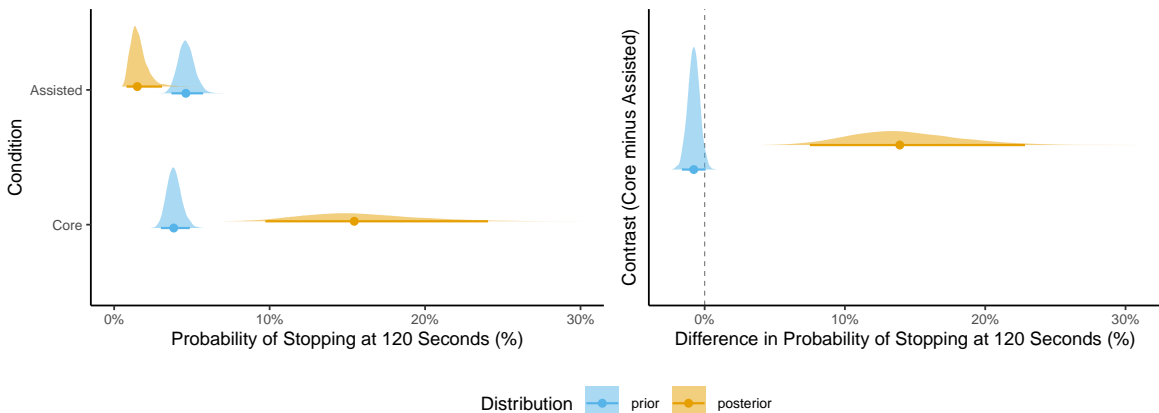 Condition
Assisted
Core
0%
10%
20%
30%
Probability of Stopping at 120 Seconds (%)
Contrast (Core minus Assisted)
0%
10%
20%
30%
Difference in Probability of Stopping at 120 Seconds (%)
Distribution prior posterior